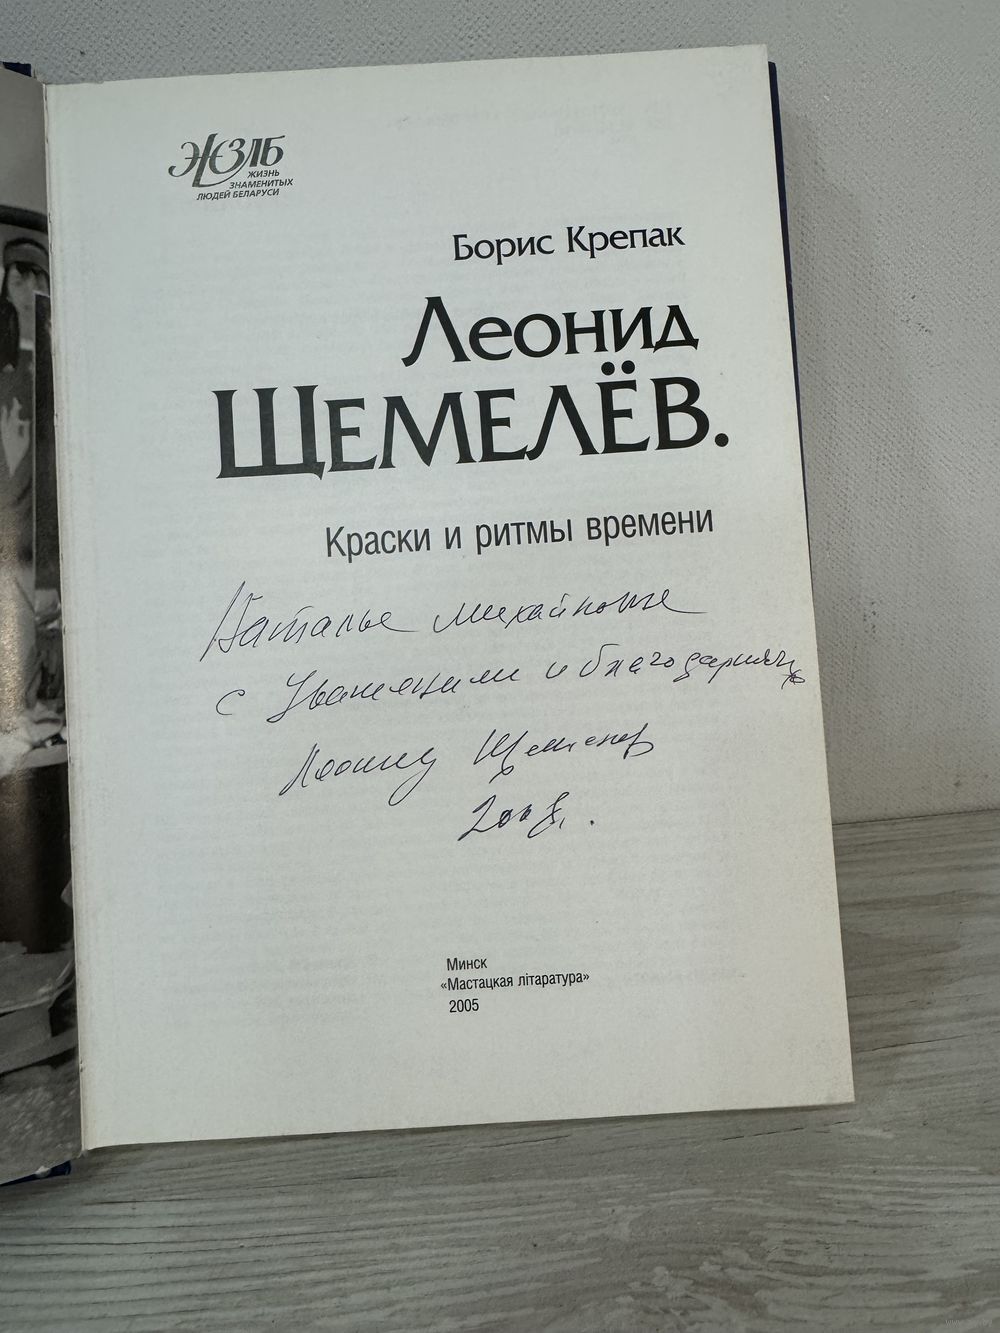 ЖЗЛБ
ЖИЗНЬ
ЗНАМЕНИТЫХ
ЛЮДЕЙ БЕЛАРУСИ
Борис Крепак
Леонид
ЩЕМЕЛЁВ.
Краски и ритмы времени
Наталье Михайловне
с уважением и благодарностью
Леонид Щемелев
2008г.
Минск
«Мастацкая літаратура»
2005